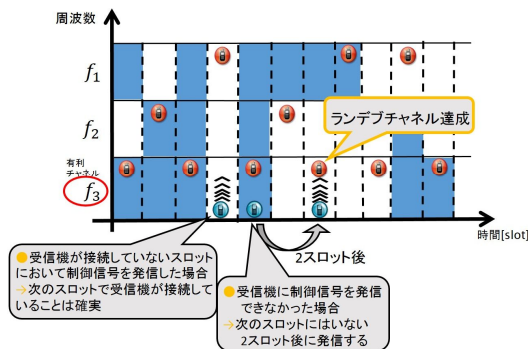 周波数
f1
f2
ランデブチャネル達成
有利
チャネル
f3
時間[slot]
2スロット後
●受信機が接続していないスロット
において制御信号を発信した場合
→次のスロットで受信機が接続して
いることは確実
●受信機に制御信号を発信
できなかった場合
→次のスロットにはいない
2スロット後に発信する